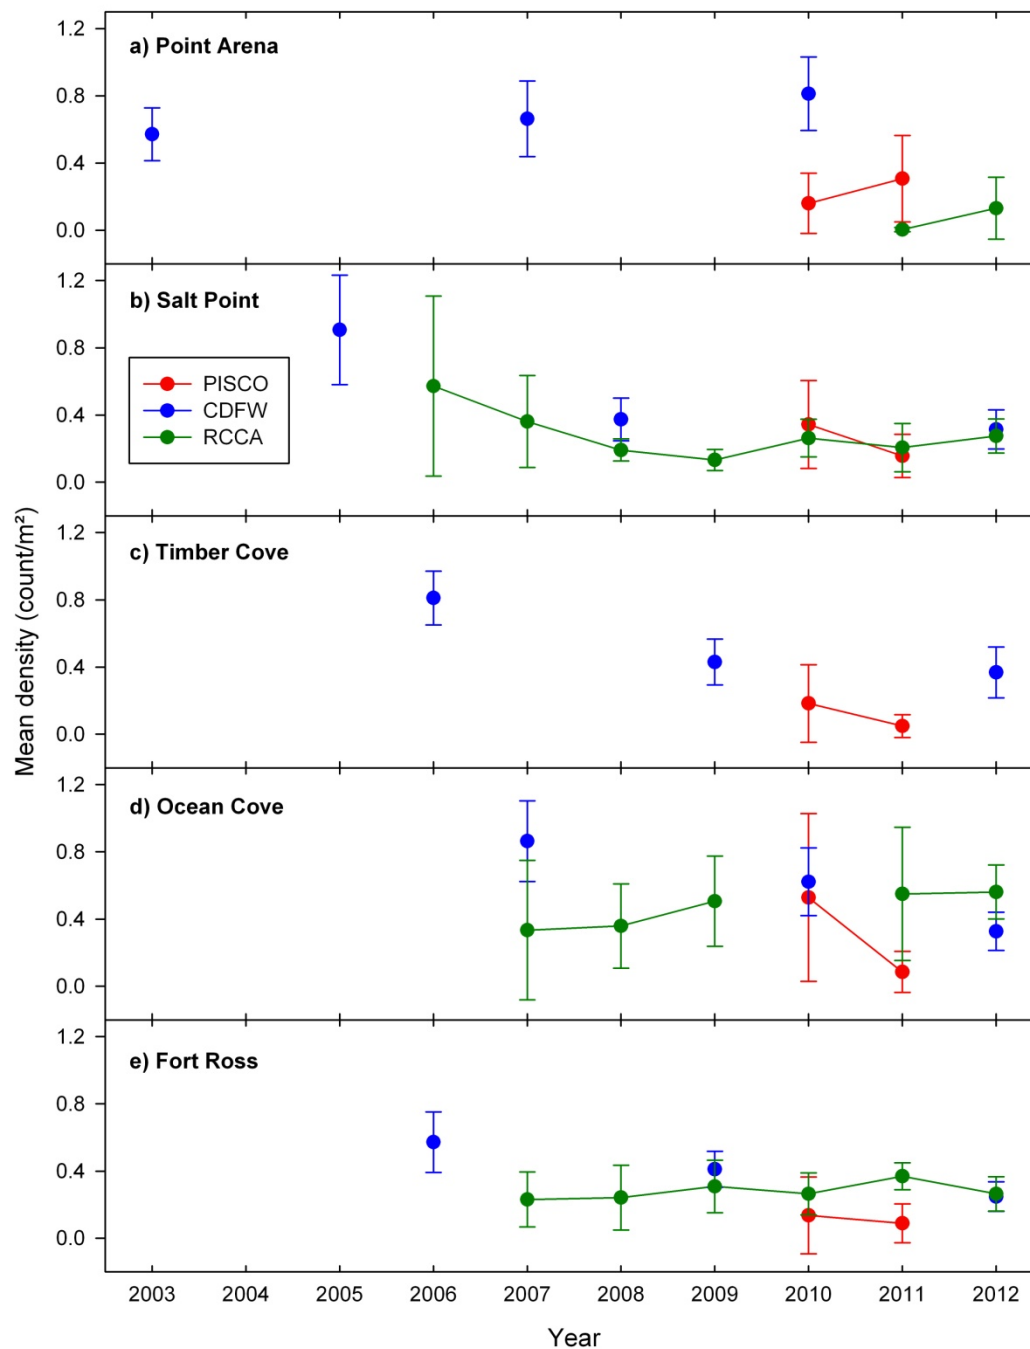 Mean density (count/m²)
1.2
0.8
0.4
0.0
a) Point Arena
1.2
0.8
0.4
0.0
b) Salt Point
PISCO
CDFW
RCCA
1.2
0.8
0.4
0.0
c) Timber Cove
1.2
0.8
0.4
0.0
d) Ocean Cove
1.2
0.8
0.4
0.0
e) Fort Ross
2003 2004 2005 2006 2007 2008 2009 2010 2011 2012
Year